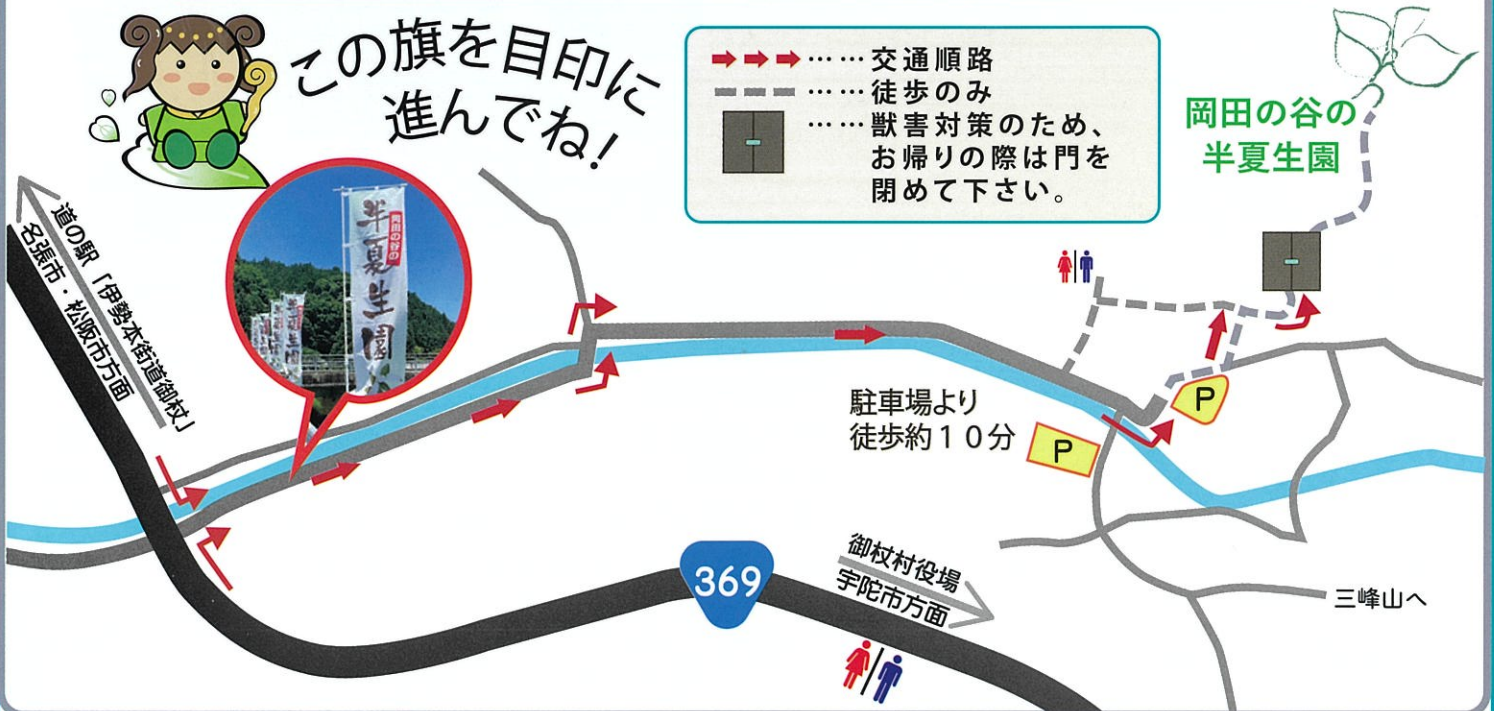 この旗を目印に
進んでね！
……交通順路
……徒歩のみ
……獣害対策のため、
お帰りの際は門を
閉めて下さい。
岡田の谷の
半夏生園
道の駅「伊勢本街道御杖」
名張市・松阪市方面
岡田の谷の
半夏生園
駐車場より
徒歩約１０分
P
P
369
御杖村役場
宇陀市方面
三峰山へ